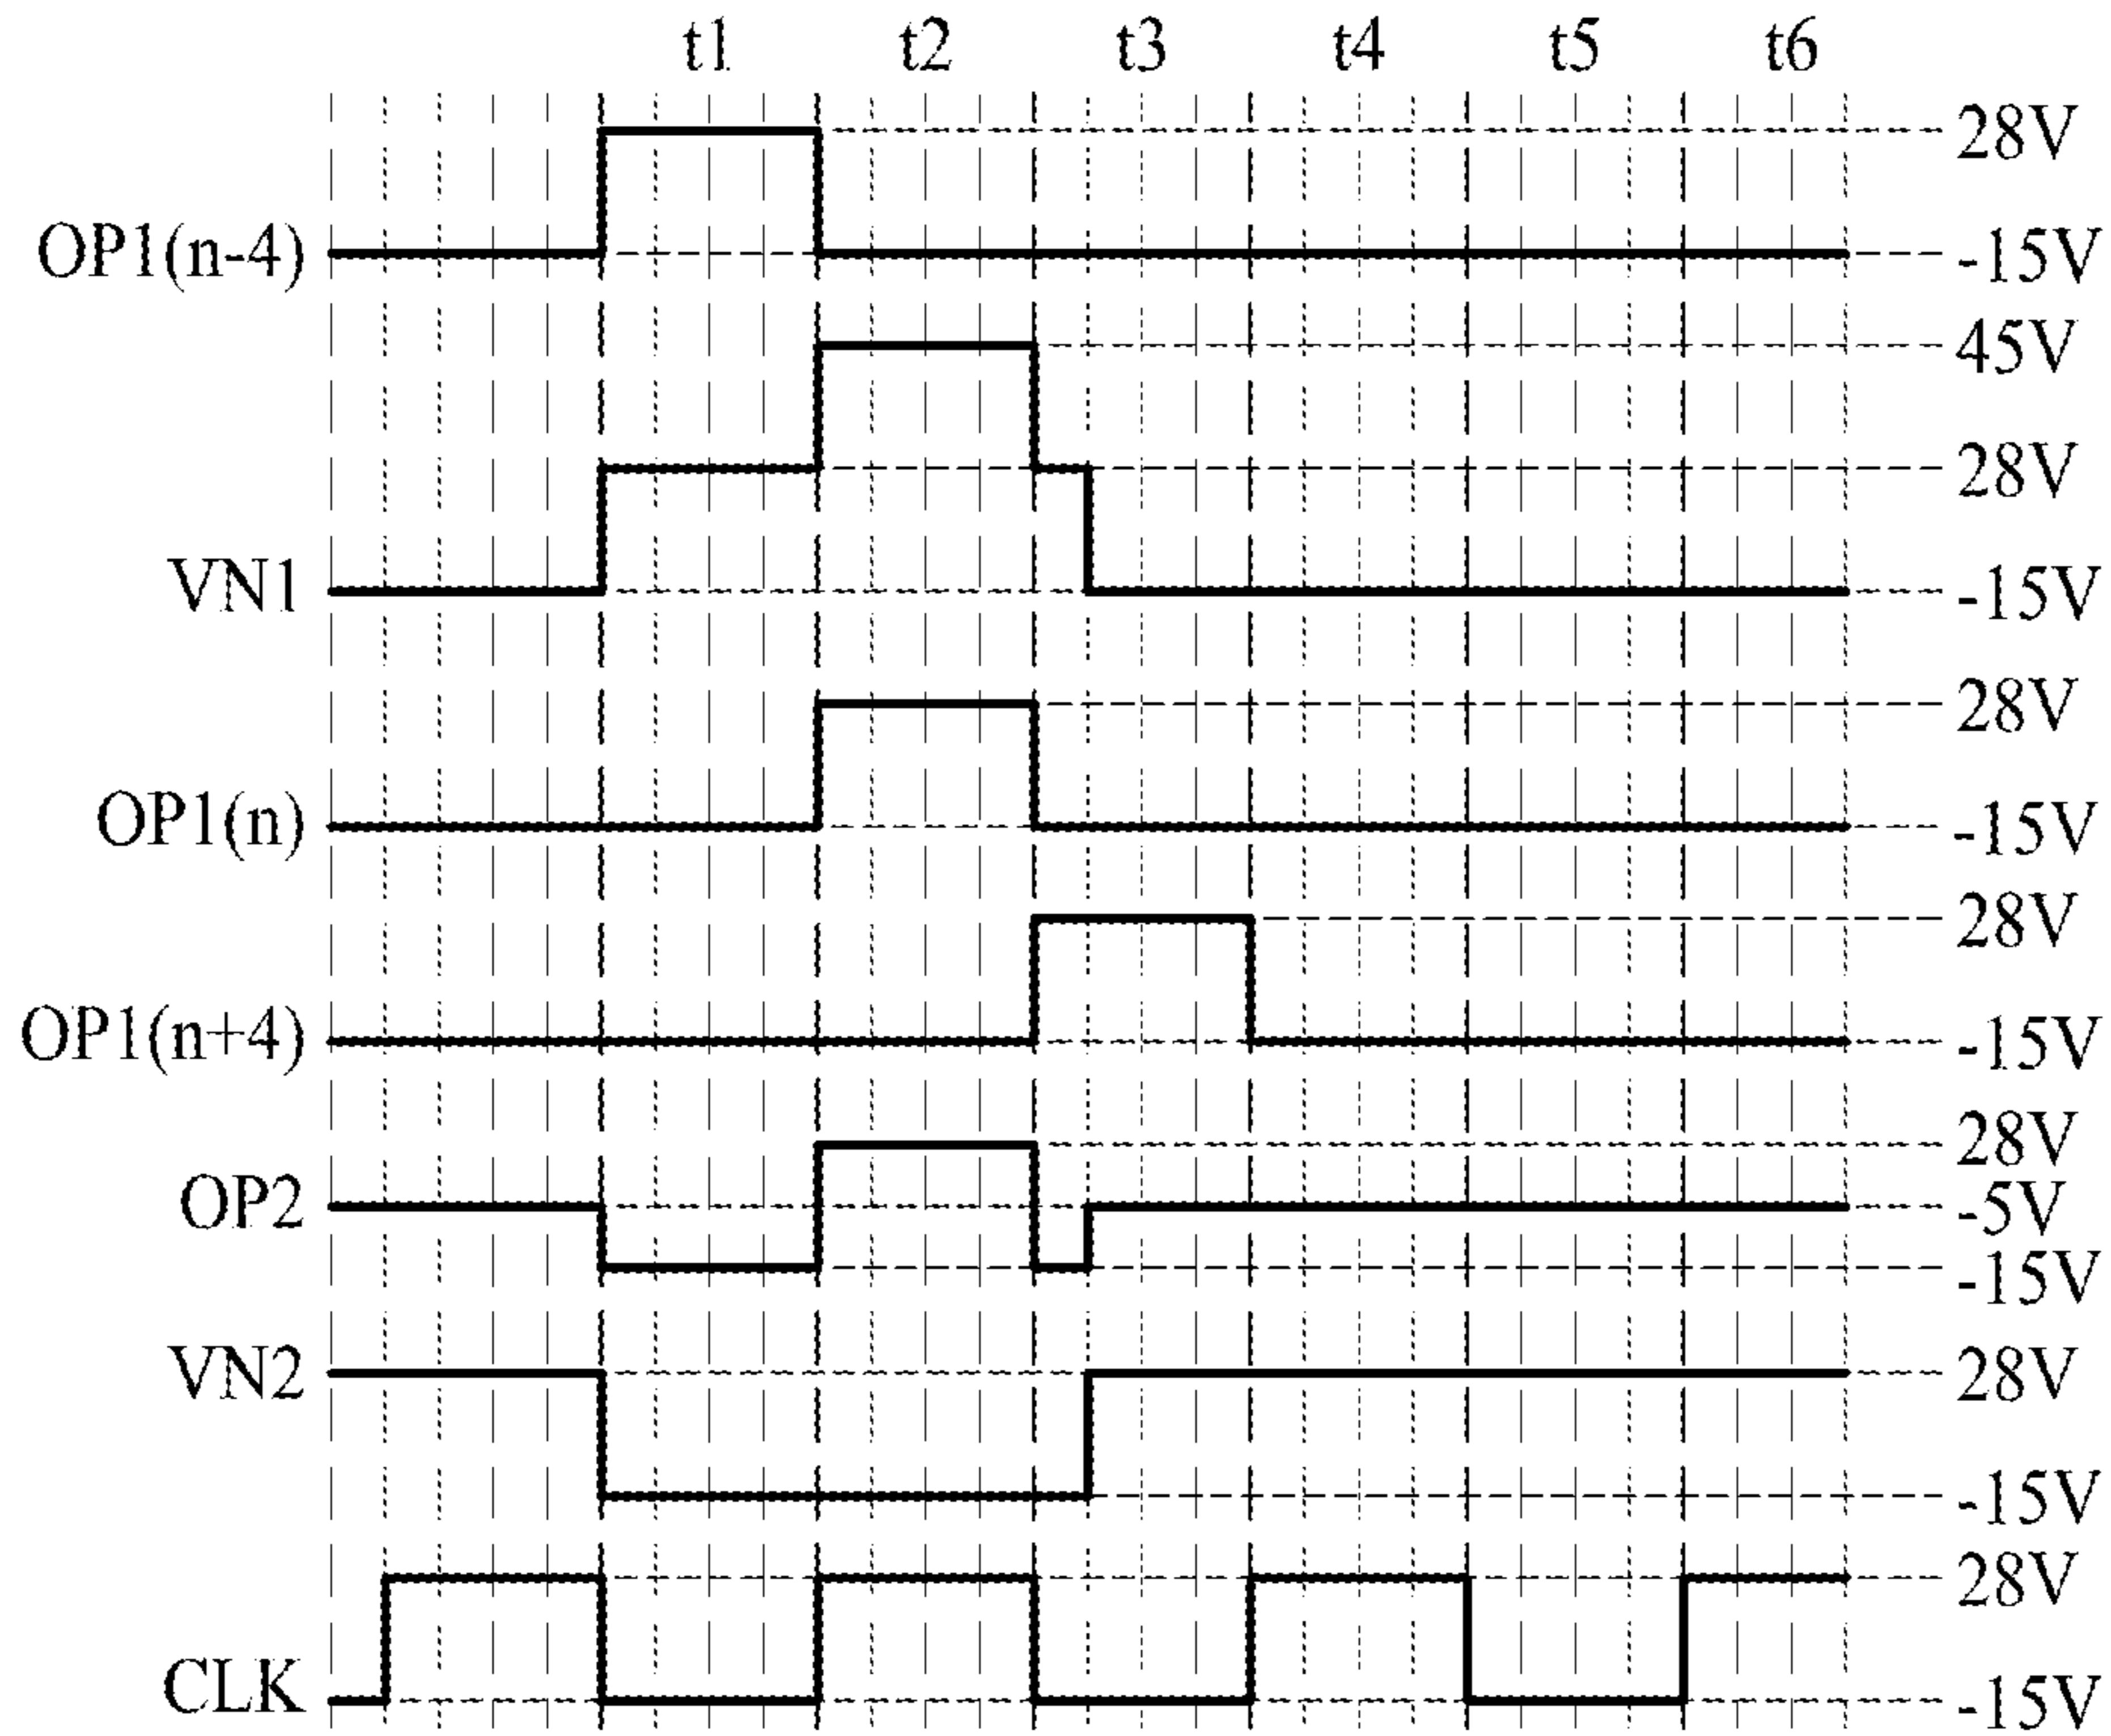 t1 t2 t3 t4 t5 t6
28V
OP1(n-4) -15V
45V
28V
VN1 -15V
28V
OP1(n) -15V
28V
OP1(n+4) -15V
28V
OP2 -5V
-15V
VN2 28V
-15V
28V
CLK -15V